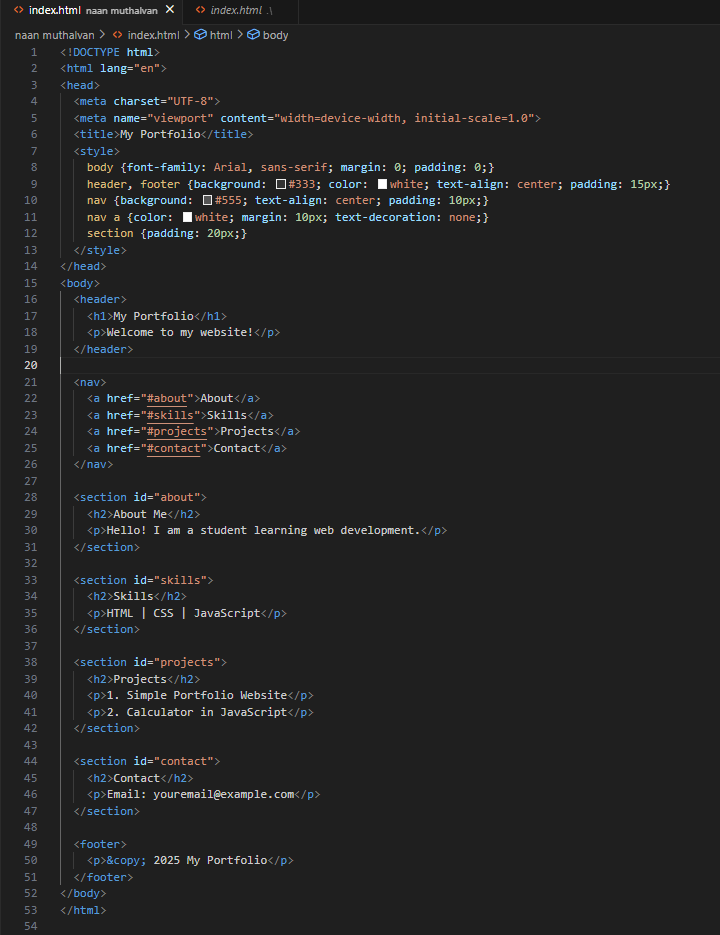 index.html naan muthalvan × index.html .\
naan muthalvan > index.html > html > body
1 <!DOCTYPE html>
2 <html lang="en">
3 <head>
4 <meta charset="UTF-8">
5 <meta name="viewport" content="width=device-width, initial-scale=1.0">
6 <title>My Portfolio</title>
7 <style>
8 body {font-family: Arial, sans-serif; margin: 0; padding: 0;}
9 header, footer {background: #333; color: white; text-align: center; padding: 15px;}
10 nav {background: #555; text-align: center; padding: 10px;}
11 nav a {color: white; margin: 10px; text-decoration: none;}
12 section {padding: 20px;}
13 </style>
14 </head>
15 <body>
16 <header>
17 <h1>My Portfolio</h1>
18 <p>Welcome to my website!</p>
19 </header>
20
21 <nav>
22 <a href="#about">About</a>
23 <a href="#skills">Skills</a>
24 <a href="#projects">Projects</a>
25 <a href="#contact">Contact</a>
26 </nav>
27
28 <section id="about">
29 <h2>About Me</h2>
30 <p>Hello! I am a student learning web development.</p>
31 </section>
32
33 <section id="skills">
34 <h2>Skills</h2>
35 <p>HTML | CSS | JavaScript</p>
36 </section>
37
38 <section id="projects">
39 <h2>Projects</h2>
40 <p>1. Simple Portfolio Website</p>
41 <p>2. Calculator in JavaScript</p>
42 </section>
43
44 <section id="contact">
45 <h2>Contact</h2>
46 <p>Email: youremail@example.com</p>
47 </section>
48
49 <footer>
50 <p>&copy; 2025 My Portfolio</p>
51 </footer>
52 </body>
53 </html>
54